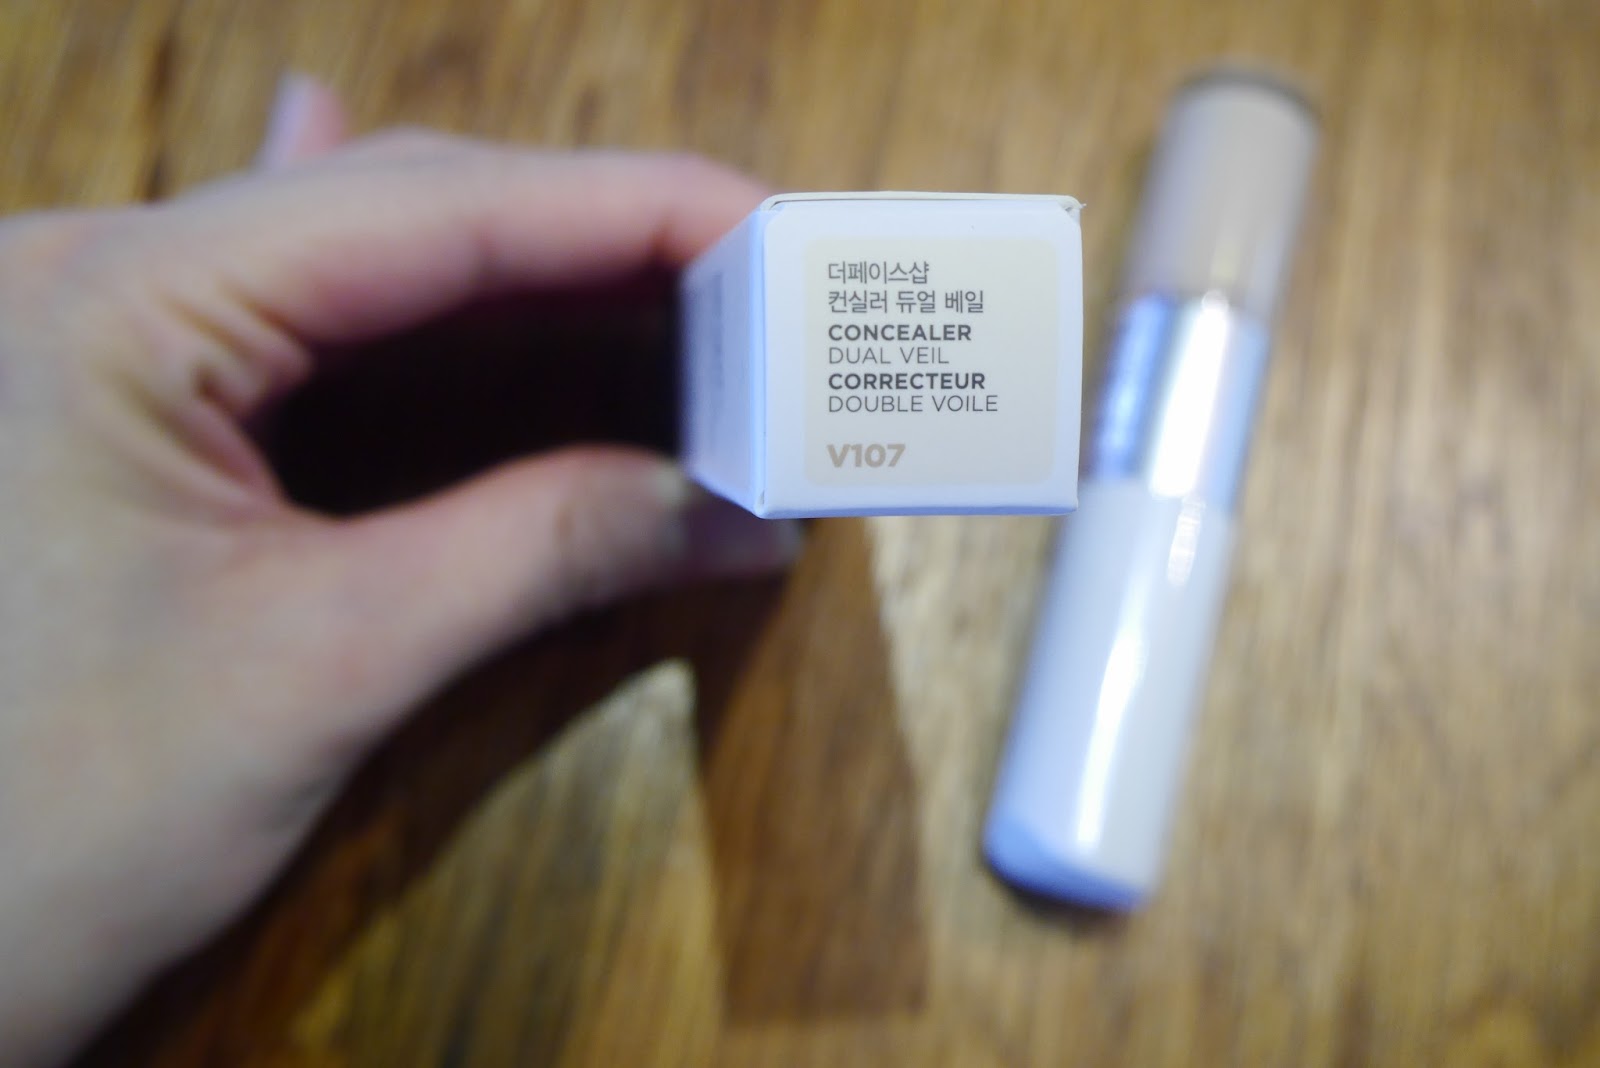 더페이스샵
컨실러 듀얼 베일
CONCEALER
DUAL VEIL
CORRECTEUR
DOUBLE VOILE
V107